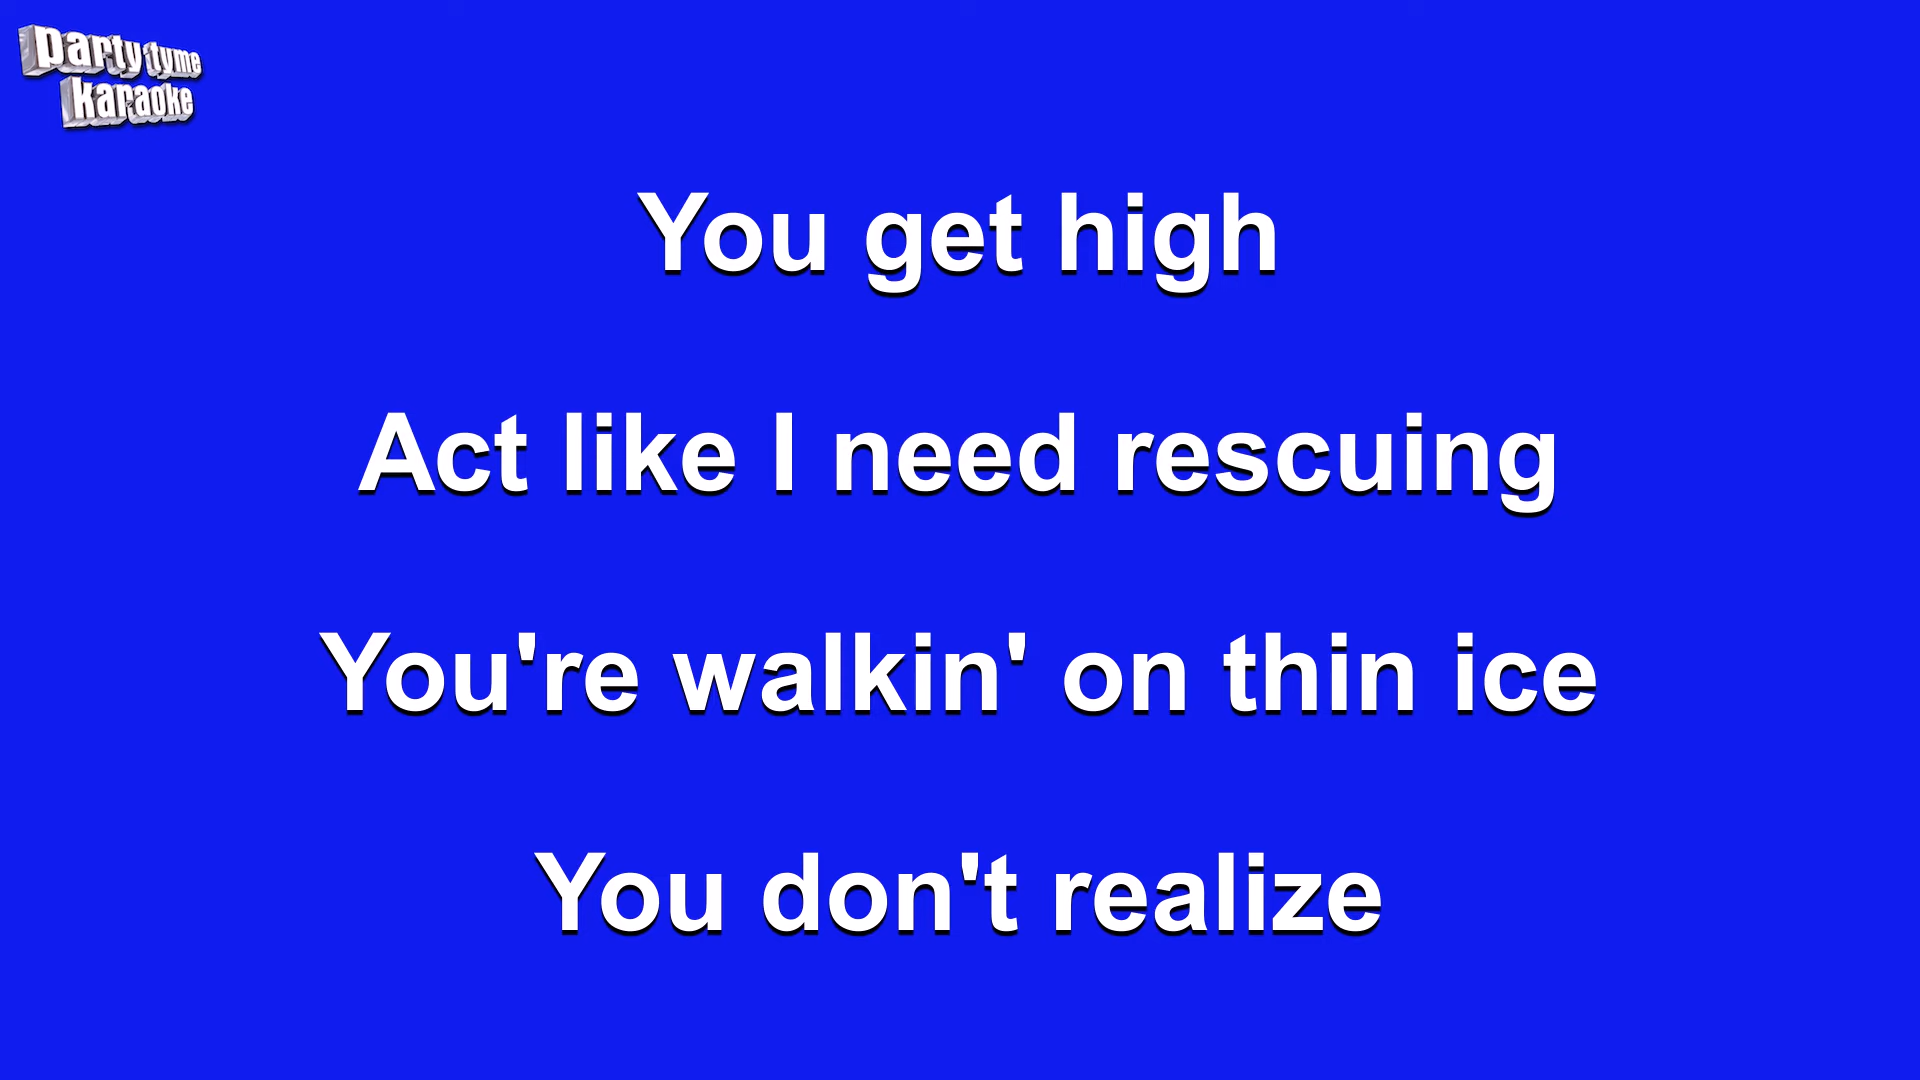 party tyme
karaoke
You get high
Act like I need rescuing
You're walkin' on thin ice
You don't realize